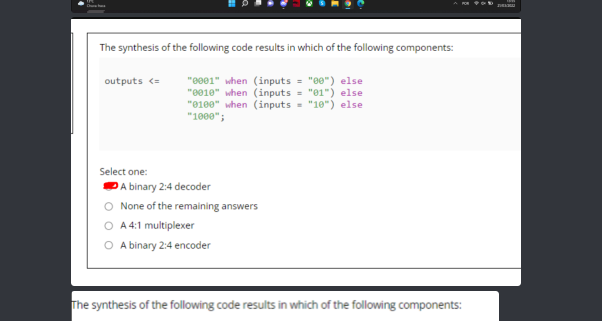 The synthesis of the following code results in which of the following components:
outputs <= "0001" when (inputs = "00") else
"0010" when (inputs = "01") else
"0100" when (inputs = "10") else
"1000";
Select one:
A binary 2:4 decoder
None of the remaining answers
A 4:1 multiplexer
A binary 2:4 encoder
The synthesis of the following code results in which of the following components: